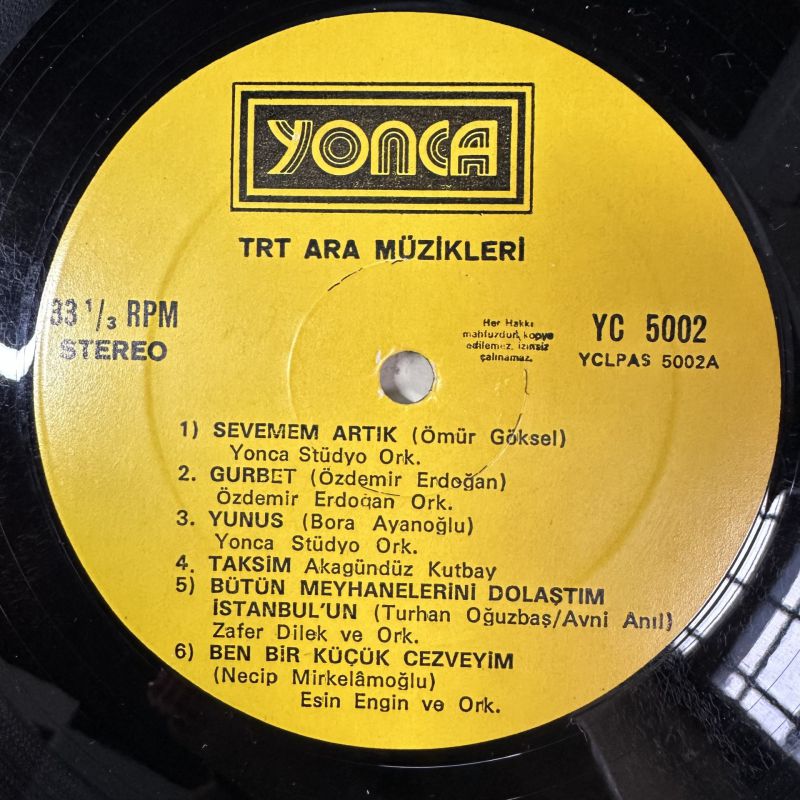 YONCA
TRT ARA MÜZİKLERİ
33 1/3 RPM
STEREO
Her Hakkı
mahfuzdur, kopye
edilemez, izinsiz
çalınamaz.
YC 5002
YCLPAS 5002A
1) SEVEMEM ARTIK (Ömür Göksel)
Yonca Stüdyo Ork.
2. GURBET (Özdemir Erdoğan)
Özdemir Erdoğan Ork.
3. YUNUS (Bora Ayanoğlu)
Yonca Stüdyo Ork.
4. TAKSİM Akagündüz Kutbay
5) BÜTÜN MEYHANELERİNİ DOLAŞTIM
İSTANBUL'UN (Turhan Oğuzbaş/Avni Anıl)
Zafer Dilek ve Ork.
6) BEN BİR KÜÇÜK CEZVEYİM
(Necip Mirkelâmoğlu)
Esin Engin ve Ork.